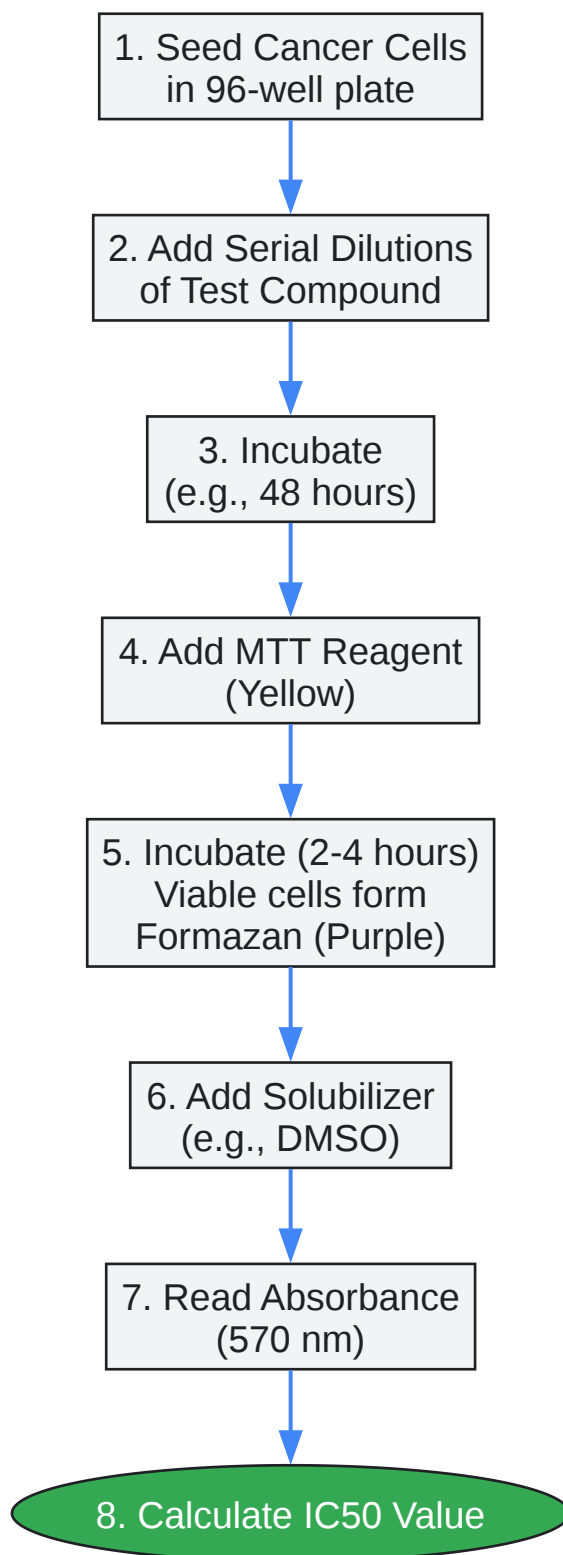 1. Seed Cancer Cells
in 96-well plate
2. Add Serial Dilutions
of Test Compound
3. Incubate
(e.g., 48 hours)
4. Add MTT Reagent
(Yellow)
5. Incubate (2-4 hours)
Viable cells form
Formazan (Purple)
6. Add Solubilizer
(e.g., DMSO)
7. Read Absorbance
(570 nm)
8. Calculate IC50 Value